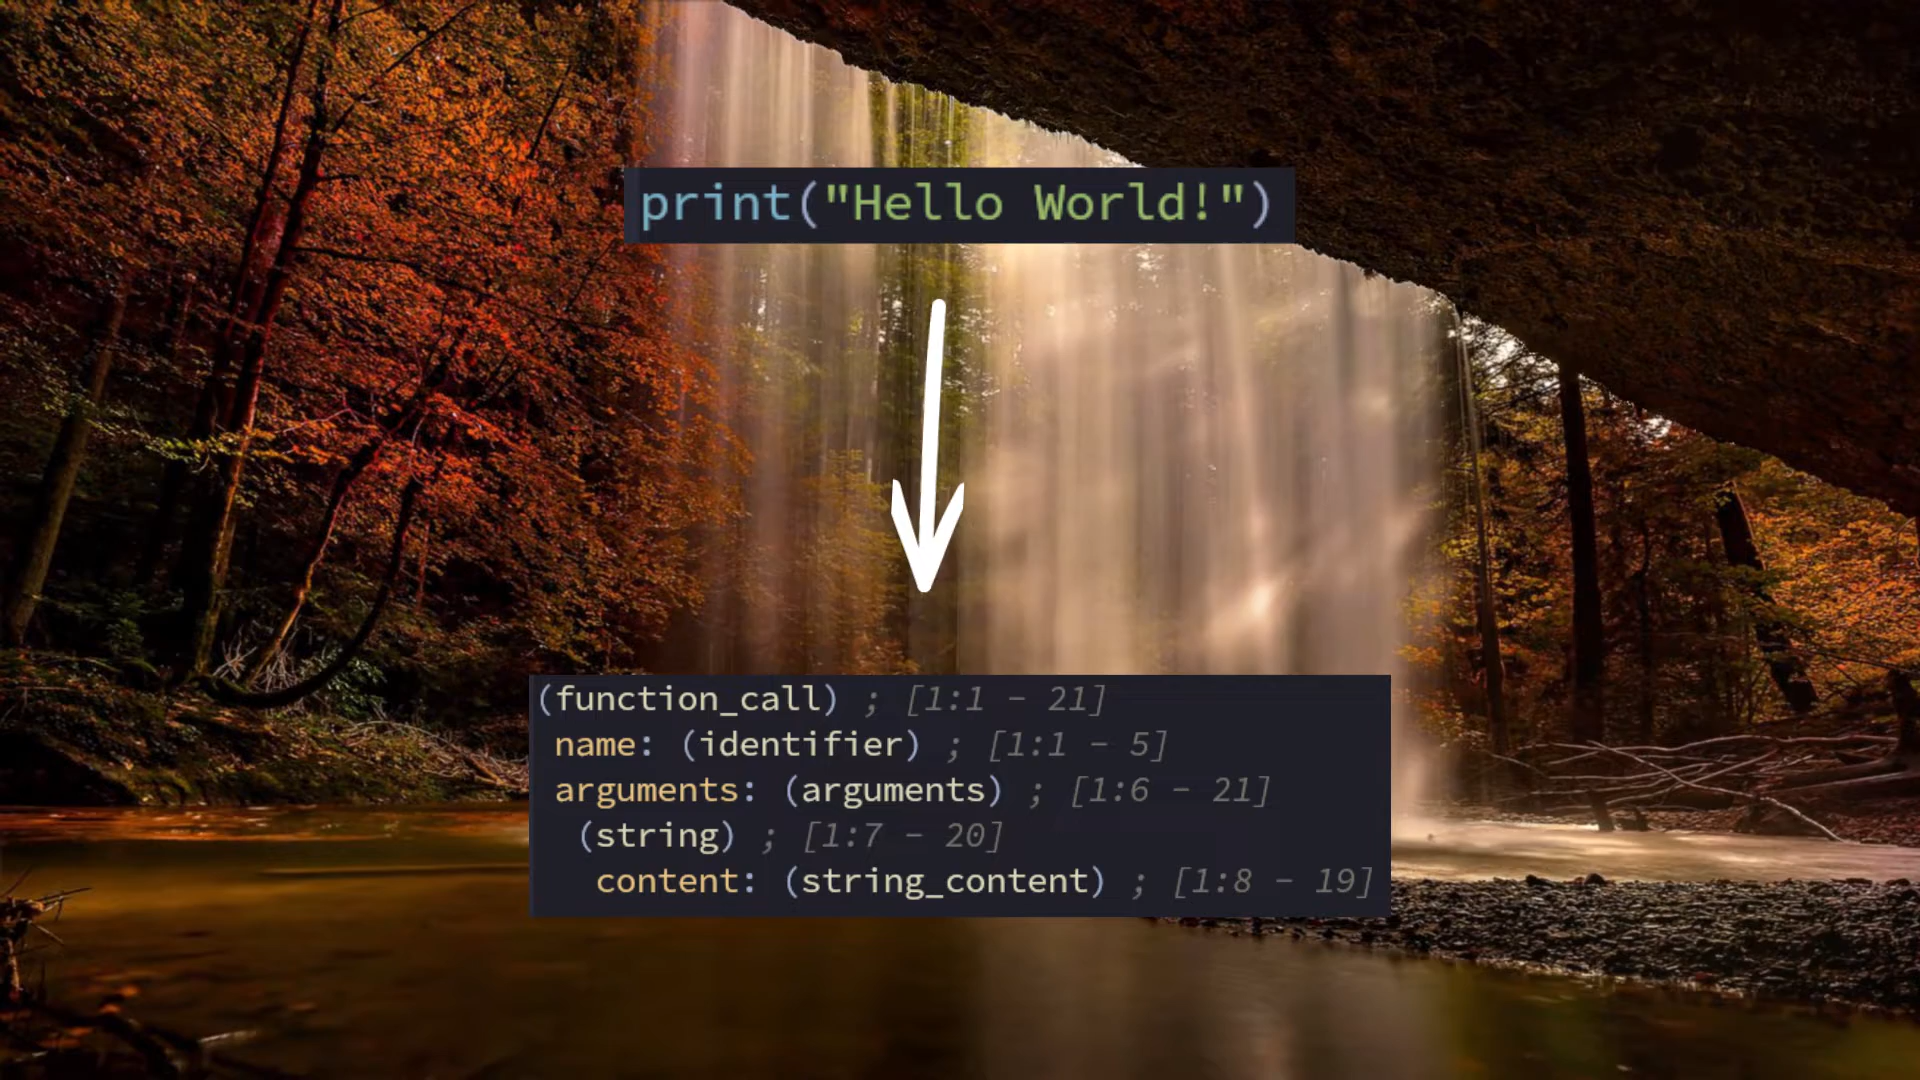 print("Hello World!")
(function_call) ; [1:1 - 21]
name: (identifier) ; [1:1 - 5]
arguments: (arguments) ; [1:6 - 21]
(string) ; [1:7 - 20]
content: (string_content) ; [1:8 - 19]